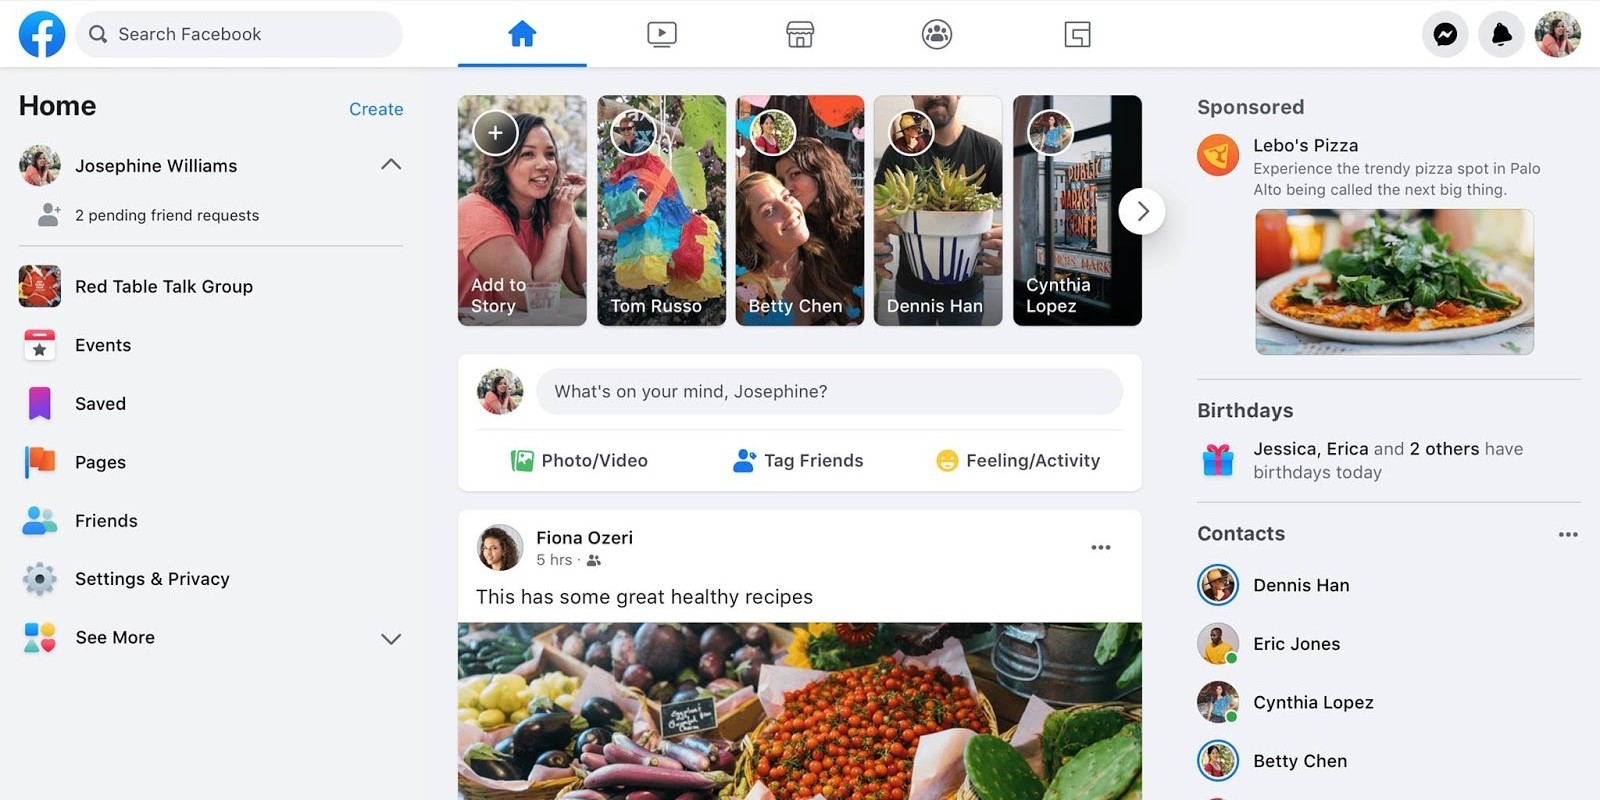 Search Facebook
Home
Create
Josephine Williams
2 pending friend requests
Red Table Talk Group
Events
Saved
Pages
Friends
Settings & Privacy
See More
Add to
Story
Tom Russo
Betty Chen
Dennis Han
PUBLIC
MARKET
Cynthia
Lopez
What's on your mind, Josephine?
Photo/Video
Tag Friends
Feeling/Activity
Fiona Ozeri
5 hrs ·
This has some great healthy recipes
Sponsored
Lebo's Pizza
Experience the trendy pizza spot in Palo
Alto being called the next big thing.
Birthdays
Jessica, Erica and 2 others have
birthdays today
Contacts
Dennis Han
Eric Jones
Cynthia Lopez
Betty Chen